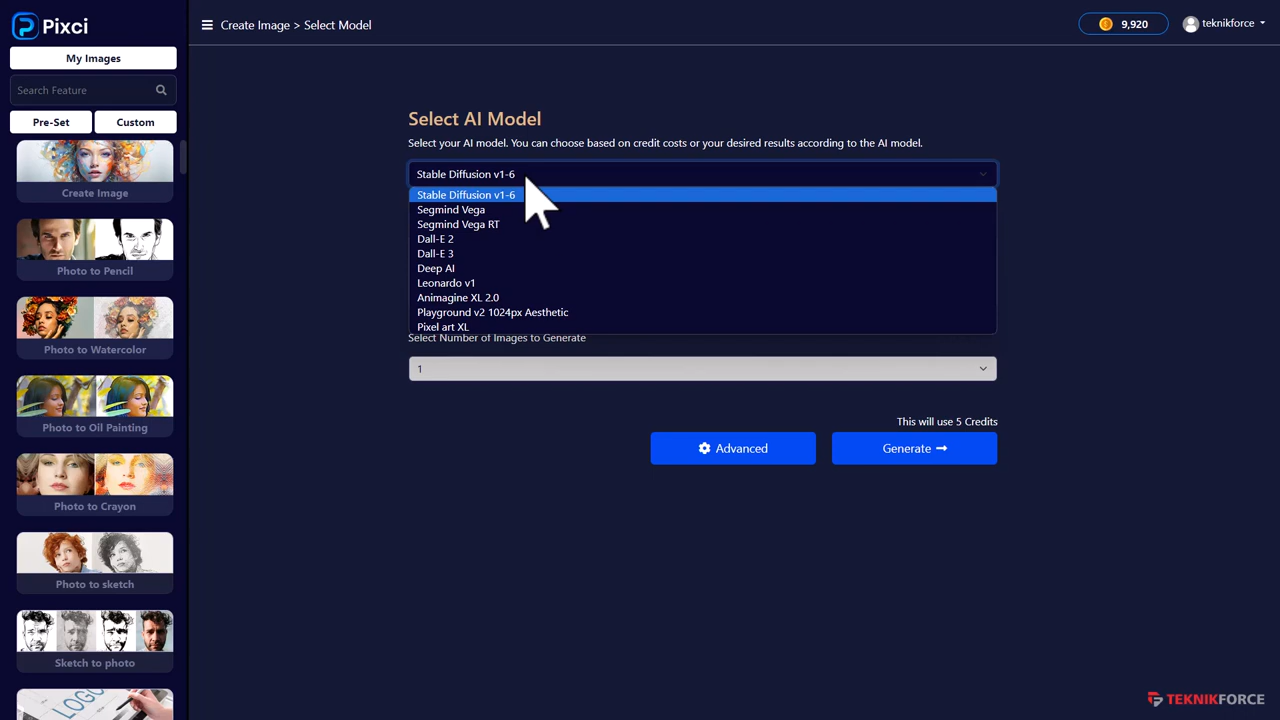 Pixci
My Images
Search Feature
Pre-Set
Custom
Create Image
Photo to Pencil
Photo to Watercolor
Photo to Oil Painting
Photo to Crayon
Photo to sketch
Sketch to photo
LOGO
Create Image > Select Model
9,920
teknikforce
Select AI Model
Select your AI model. You can choose based on credit costs or your desired results according to the AI model.
Stable Diffusion v1-6
Stable Diffusion v1-6
Segmind Vega
Segmind Vega RT
Dall-E 2
Dall-E 3
Deep AI
Leonardo v1
Animagine XL 2.0
Playground v2 1024px Aesthetic
Pixel art XL
Select Number of Images to Generate
1
This will use 5 Credits
Advanced
Generate
TEKNIKFORCE